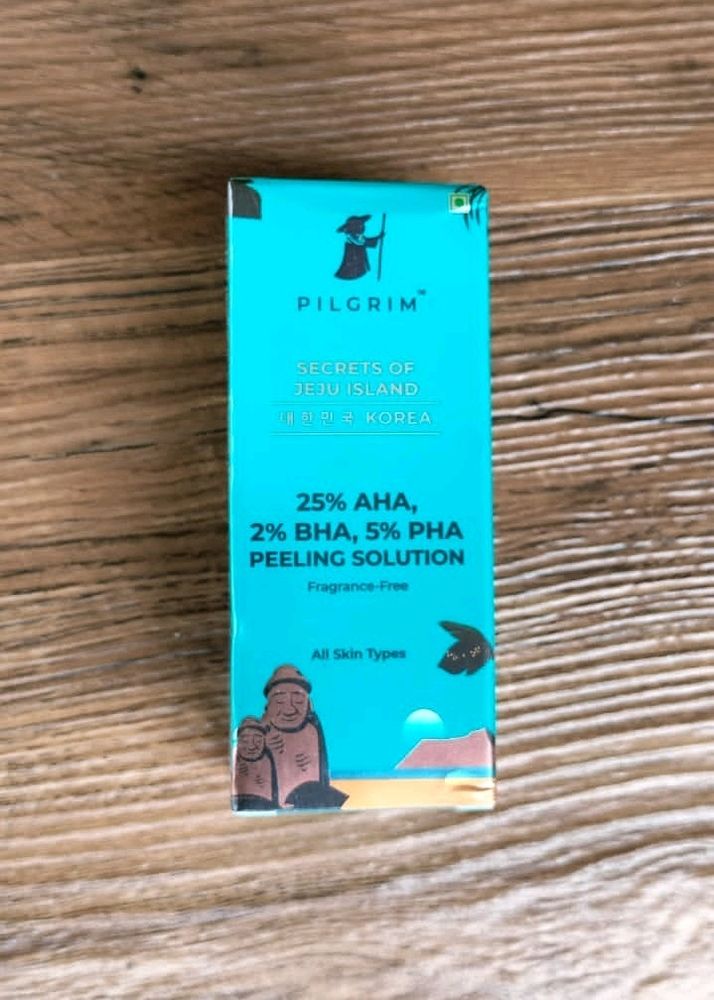 PILGRIM™
SECRETS OF
JEJU ISLAND
대한민국 KOREA
25% AHA,
2% BHA, 5% PHA
PEELING SOLUTION
Fragrance-Free
All Skin Types